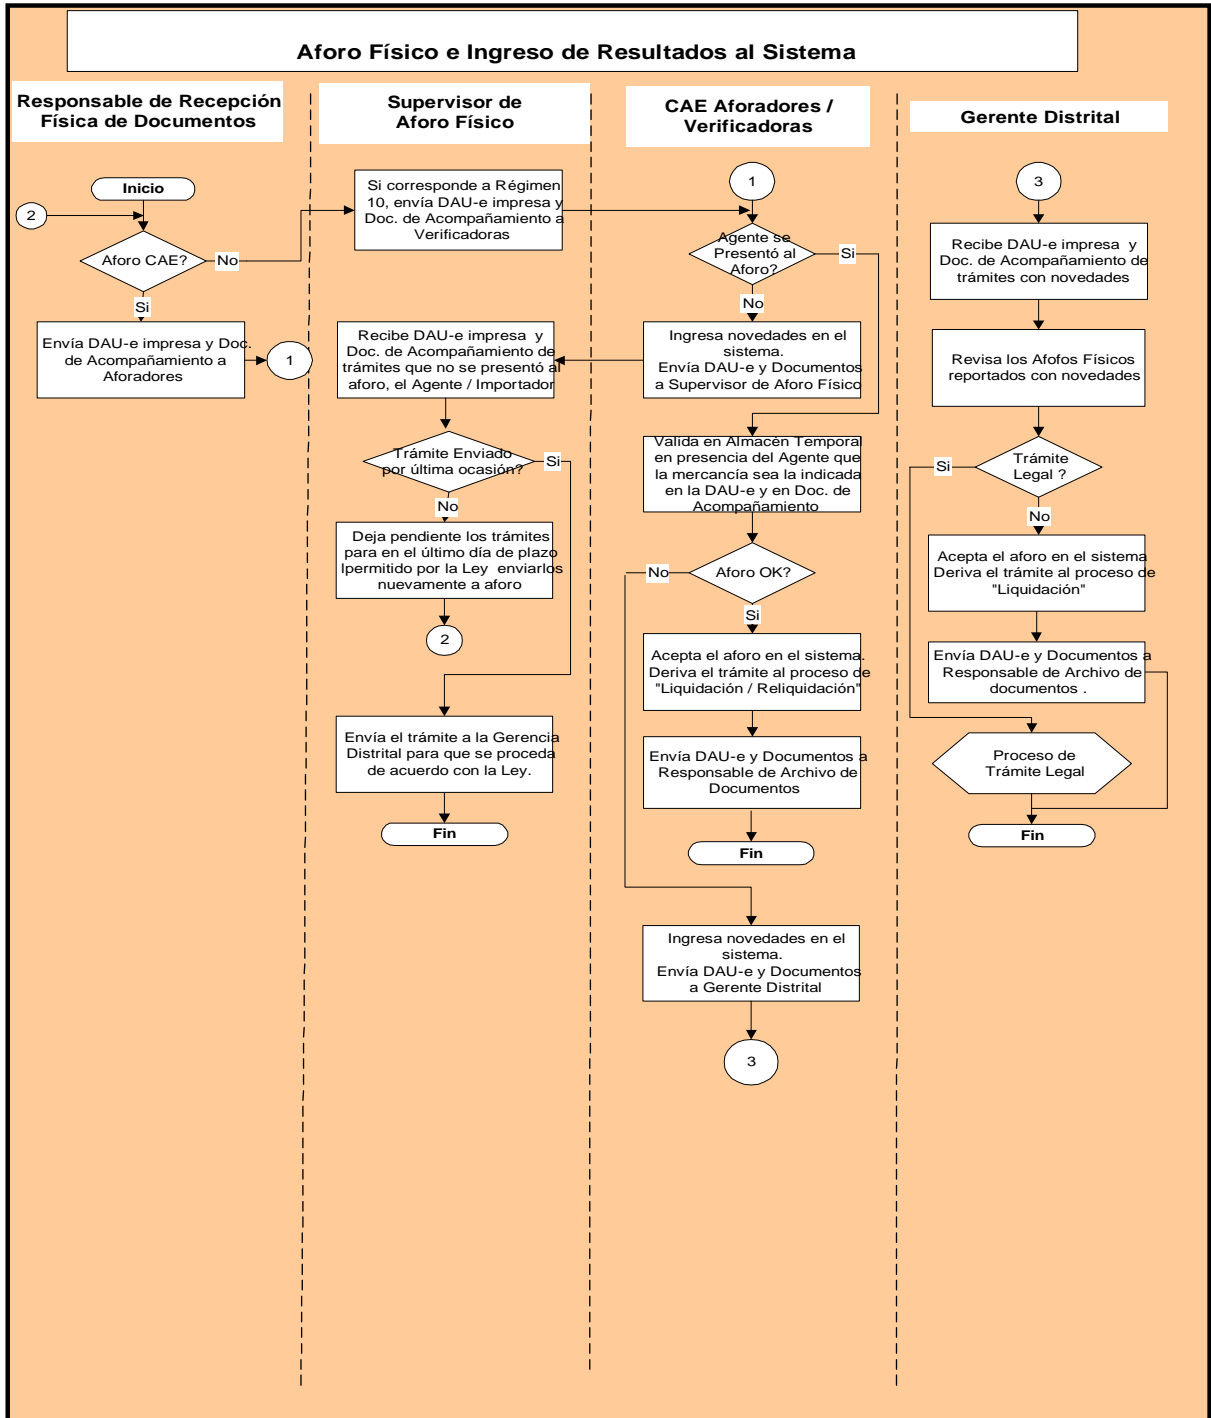 Aforo Físico e Ingreso de Resultados al Sistema
Responsable de Recepción
Física de Documentos
Inicio
2
Aforo CAE?
No
Si
Envía DAU-e impresa y Doc.
de Acompañamiento a
Aforadores
1
Supervisor de
Aforo Físico
Si corresponde a Régimen
10, envía DAU-e impresa y
Doc. de Acompañamiento a
Verificadoras
Recibe DAU-e impresa y
Doc. de Acompañamiento de
trámites que no se presentó al
aforo, el Agente / Importador
Trámite Enviado
por última ocasión?
Si
No
Deja pendiente los trámites
para en el último día de plazo
lpermitido por la Ley enviarlos
nuevamente a aforo
2
Envía el trámite a la Gerencia
Distrital para que se proceda
de acuerdo con la Ley.
Fin
CAE Aforadores /
Verificadoras
1
Agente se
Presentó al
Aforo?
Si
No
Ingresa novedades en el
sistema.
Envía DAU-e y Documentos
a Supervisor de Aforo Físico
Valida en Almacén Temporal
en presencia del Agente que
la mercancía sea la indicada
en la DAU-e y en Doc. de
Acompañamiento
Aforo OK?
No
Si
Acepta el aforo en el sistema.
Deriva el trámite al proceso de
"Liquidación / Reliquidación"
Envía DAU-e y Documentos a
Responsable de Archivo de
Documentos
Fin
Ingresa novedades en el
sistema.
Envía DAU-e y Documentos
a Gerente Distrital
3
Gerente Distrital
3
Recibe DAU-e impresa y
Doc. de Acompañamiento de
trámites con novedades
Revisa los Afofos Físicos
reportados con novedades
Trámite
Legal ?
Si
No
Acepta el aforo en el sistema
Deriva el trámite al proceso de
"Liquidación"
Envía DAU-e y Documentos a
Responsable de Archivo de
documentos .
Proceso de
Trámite Legal
Fin